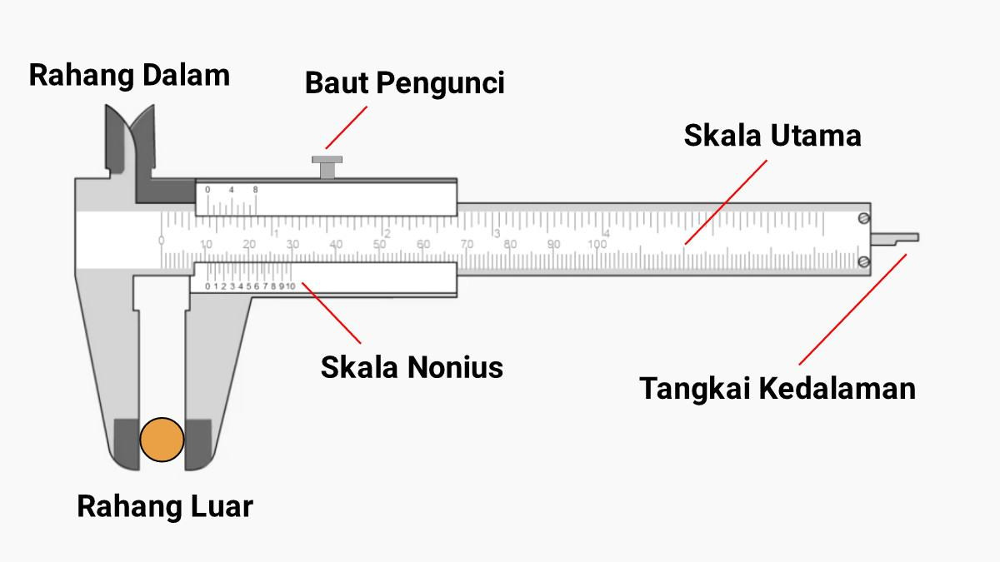 Rahang Dalam
Baut Pengunci
Skala Utama
0 4 8
1 2 3 4
0 10 20 30 40 50 60 70 80 90 100
0 1 2 3 4 5 6 7 8 9 10
Skala Nonius
Tangkai Kedalaman
Rahang Luar